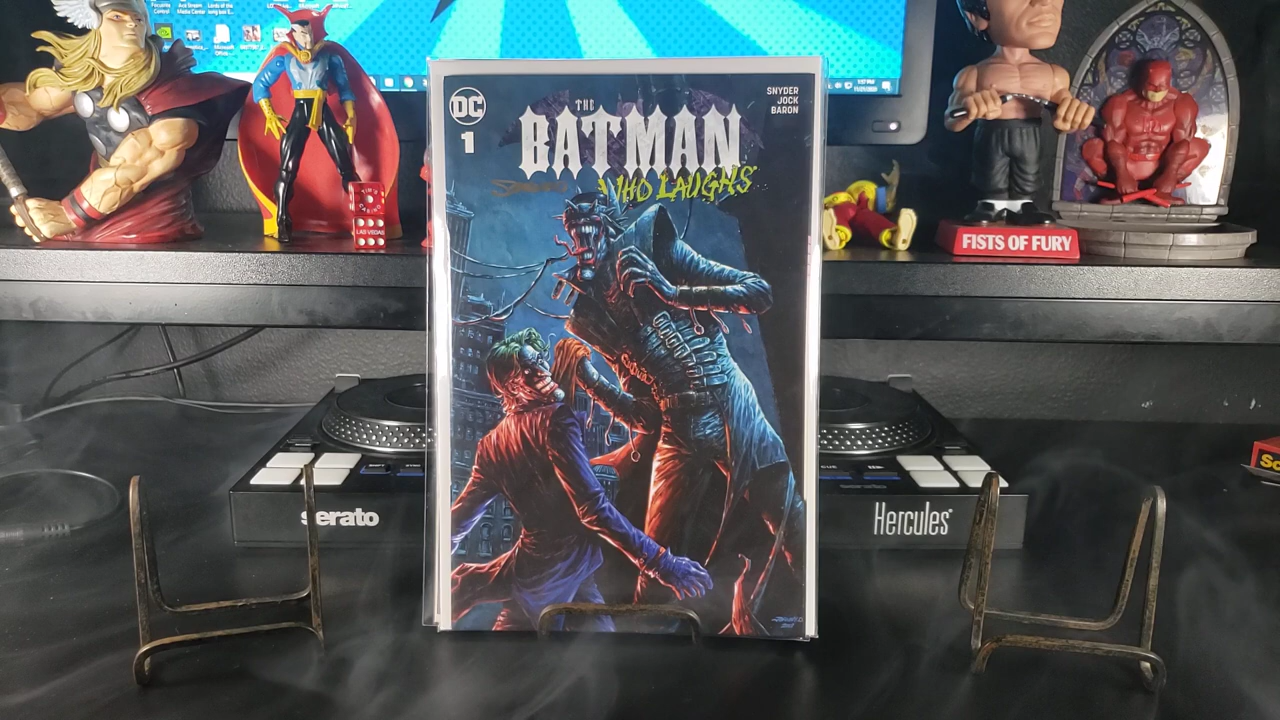 DC
1
THE
BATMAN
WHO LAUGHS
SNYDER
JOCK
BARON
LAS VEGAS
FISTS OF FURY
serato
Hercules